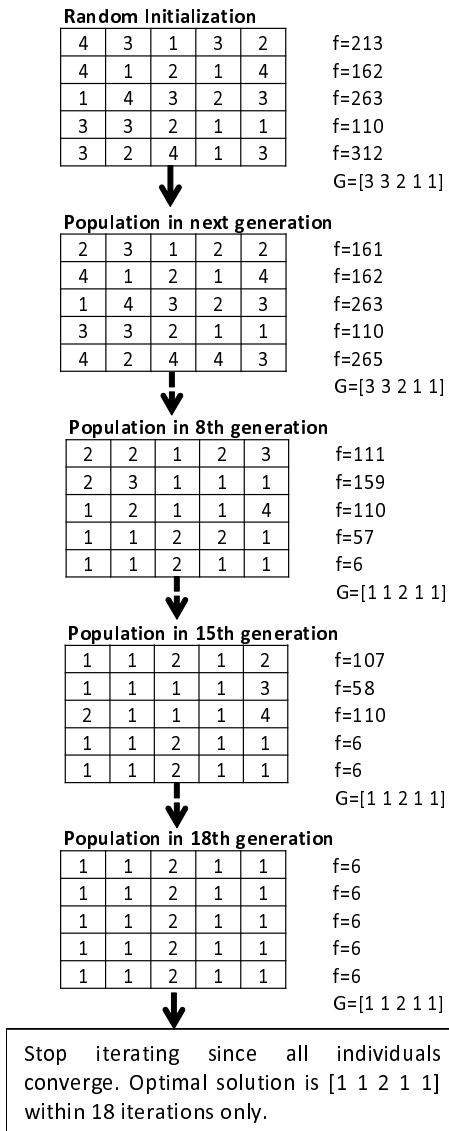 Random Initialization
4 3 1 3 2 f=213
4 1 2 1 4 f=162
1 4 3 2 3 f=263
3 3 2 1 1 f=110
3 2 4 1 3 f=312
G=[3 3 2 1 1]
Population in next generation
2 3 1 2 2 f=161
4 1 2 1 4 f=162
1 4 3 2 3 f=263
3 3 2 1 1 f=110
4 2 4 4 3 f=265
G=[3 3 2 1 1]
Population in 8th generation
2 2 1 2 3 f=111
2 3 1 1 1 f=159
1 2 1 1 4 f=110
1 1 2 2 1 f=57
1 1 2 1 1 f=6
G=[1 1 2 1 1]
Population in 15th generation
1 1 2 1 2 f=107
1 1 1 1 3 f=58
2 1 1 1 4 f=110
1 1 2 1 1 f=6
1 1 2 1 1 f=6
G=[1 1 2 1 1]
Population in 18th generation
1 1 2 1 1 f=6
1 1 2 1 1 f=6
1 1 2 1 1 f=6
1 1 2 1 1 f=6
1 1 2 1 1 f=6
G=[1 1 2 1 1]
Stop iterating since all individuals
converge. Optimal solution is [1 1 2 1 1]
within 18 iterations only.